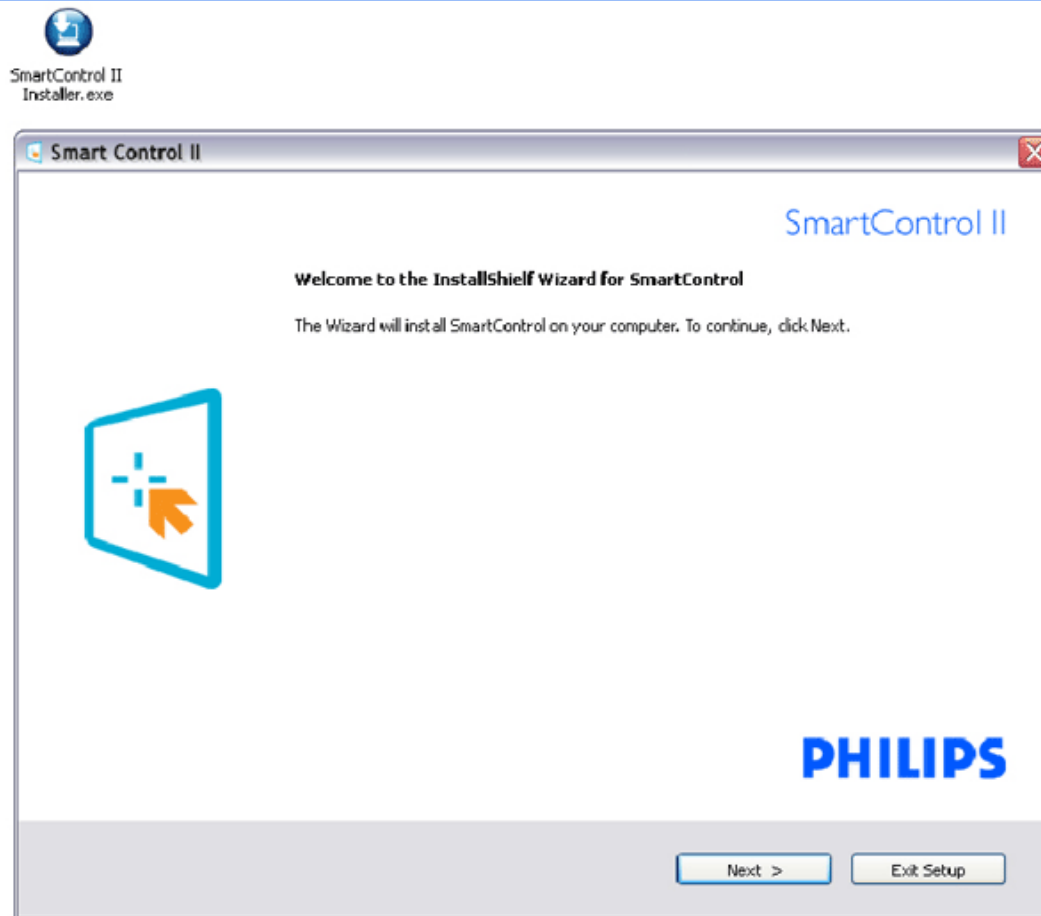 SmartControl II
Installer.exe
Smart Control II
SmartControl II
Welcome to the InstallShielf Wizard for SmartControl
The Wizard will install SmartControl on your computer. To continue, click Next.
PHILIPS
Next >
Exit Setup